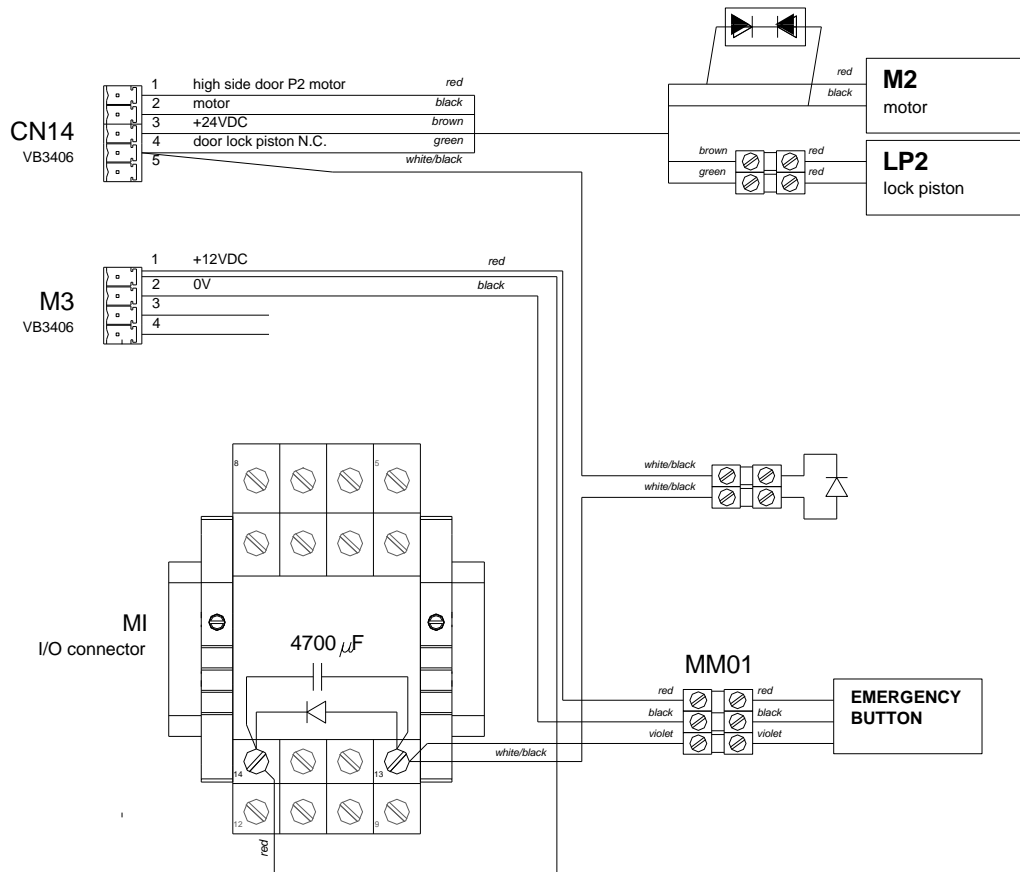 1 high side door P2 motor red
2 motor black
3 +24VDC brown
4 door lock piston N.C. green
5 white/black
CN14
VB3406
red
black
M2
motor
brown red
green red
LP2
lock piston
1 +12VDC red
2 0V black
3
4
M3
VB3406
white/black
white/black
8 5
MI
I/O connector
4700 µF
14 13
12 9
red
white/black
MM01
red red
black black
violet violet
EMERGENCY
BUTTON